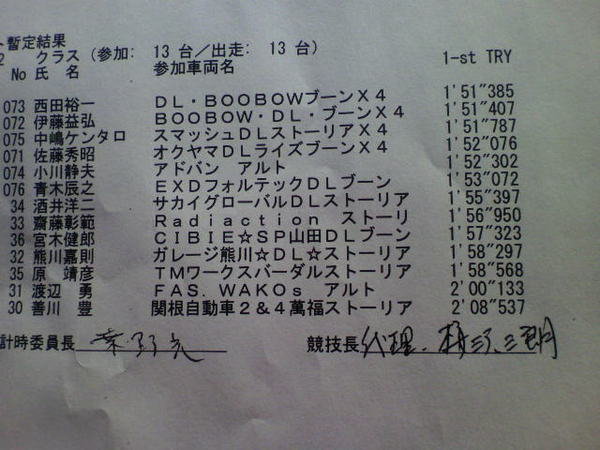 ト暫定結果
2 クラス (参加: 13 台/出走: 13 台)
No 氏 名 参加車両名 1-st TRY
073 西田裕一 DL・BOOBOWブーンX4 1'51"385
072 伊藤益弘 BOOBOW・DL・ブーンX4 1'51"407
075 中嶋ケンタロ スマッシュDLストーリアX4 1'51"787
071 佐藤秀昭 オクヤマDLライズブーンX4 1'52"076
074 小川静夫 アドバン アルト 1'52"302
076 青木辰之 EXDフォルテックDLブーン 1'53"072
34 酒井洋二 サカイグローバルDLストーリア 1'55"397
33 齋藤彰範 Radiaction ストーリ 1'56"950
36 宮木健郎 CIBIE☆SP山田DLブーン 1'57"323
32 熊川嘉則 ガレージ熊川☆DL★ストーリア 1'58"297
35 原 靖彦 TMワークスバーダルストーリア 1'58"568
31 渡辺 勇 FAS.WAKOs アルト 2'00"133
30 善川 豊 関根自動車2&4萬福ストーリア 2'08"537
計時委員長 競技長 代理.